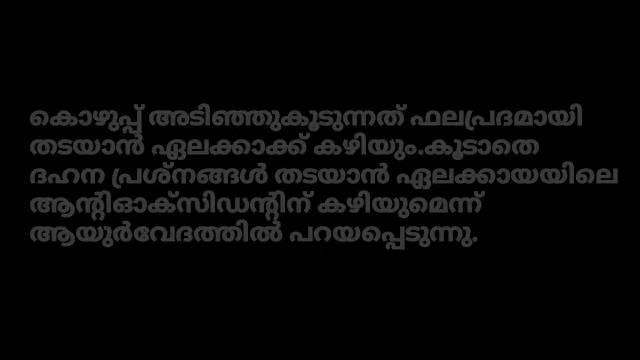 കൊഴുപ്പ് അടിഞ്ഞുകൂടുന്നത് ഫലപ്രദമായി
തടയാൻ ഏലക്കാക്ക് കഴിയും.കൂടാതെ
ദഹന പ്രശ്നങ്ങൾ തടയാൻ ഏലക്കായയിലെ
ആന്റിഓക്സിഡന്റിന് കഴിയുമെന്ന്
ആയുർവേദത്തിൽ പറയപ്പെടുന്നു.